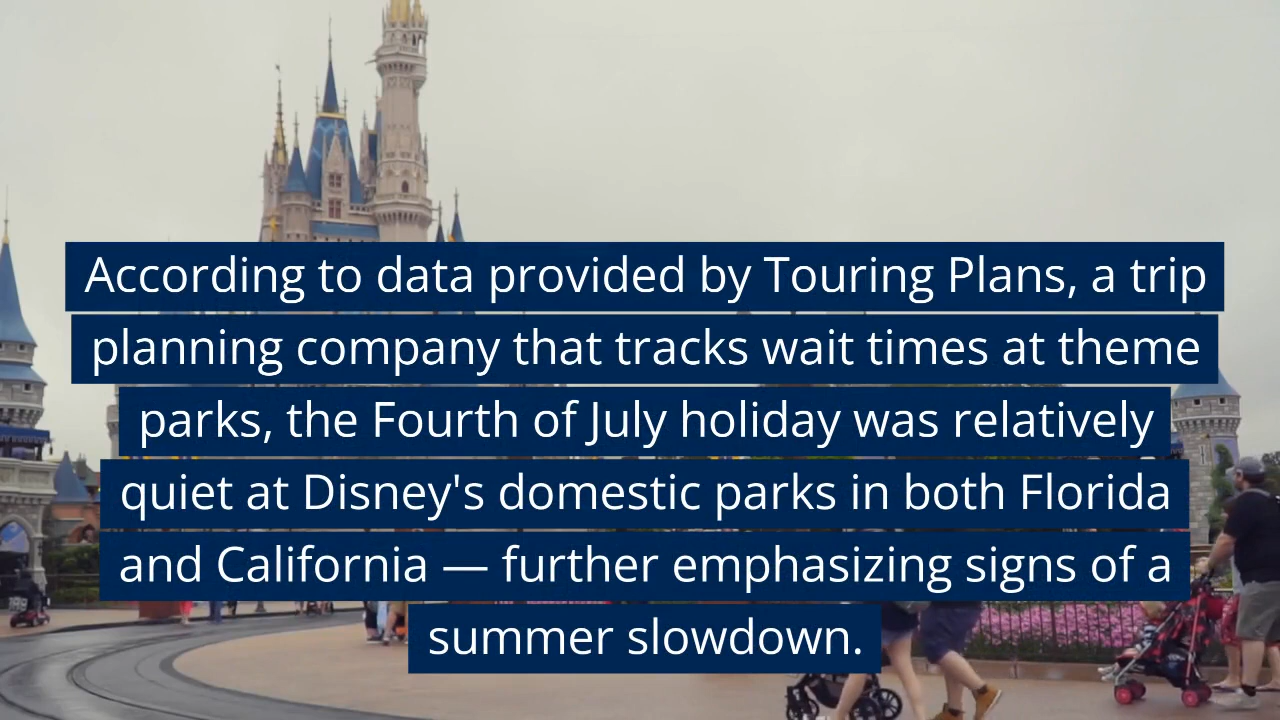 According to data provided by Touring Plans, a trip
planning company that tracks wait times at theme
parks, the Fourth of July holiday was relatively
quiet at Disney's domestic parks in both Florida
and California — further emphasizing signs of a
summer slowdown.